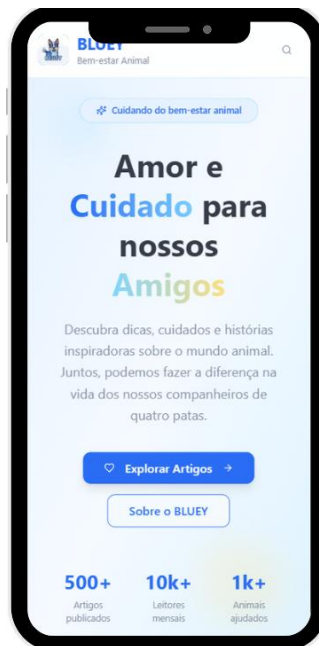 BLUEY
Bem-estar Animal
Cuidando do bem-estar animal
Amor e
Cuidado para
nossos
Amigos
Descubra dicas, cuidados e histórias
inspiradoras sobre o mundo animal.
Juntos, podemos fazer a diferença na
vida dos nossos companheiros de
quatro patas.
Explorar Artigos →
Sobre o BLUEY
500+ 10k+ 1k+
Artigos Leitores Animais
publicados mensais ajudados